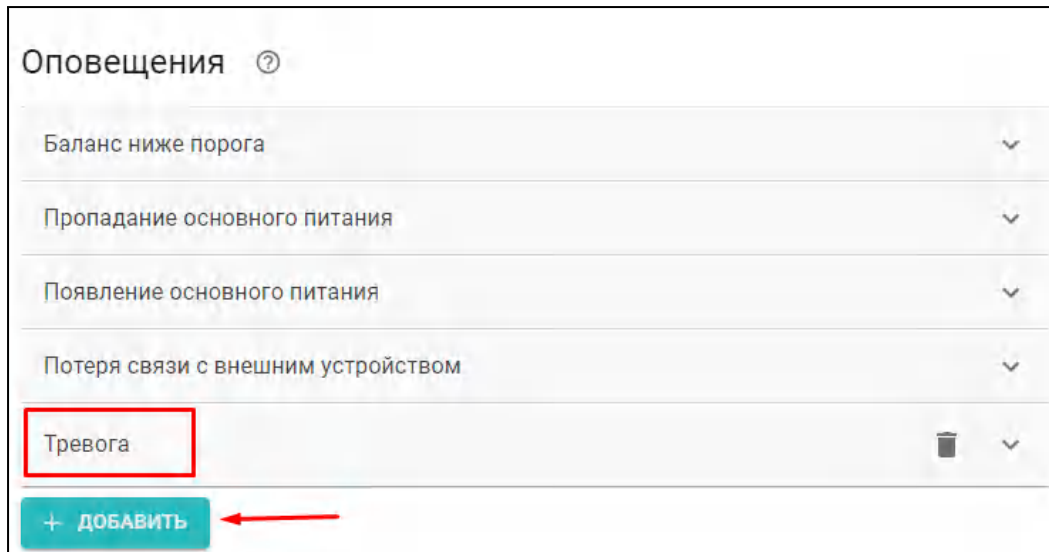 Оповещения
Баланс ниже порога
Пропадание основного питания
Появление основного питания
Потеря связи с внешним устройством
Тревога
+ ДОБАВИТЬ